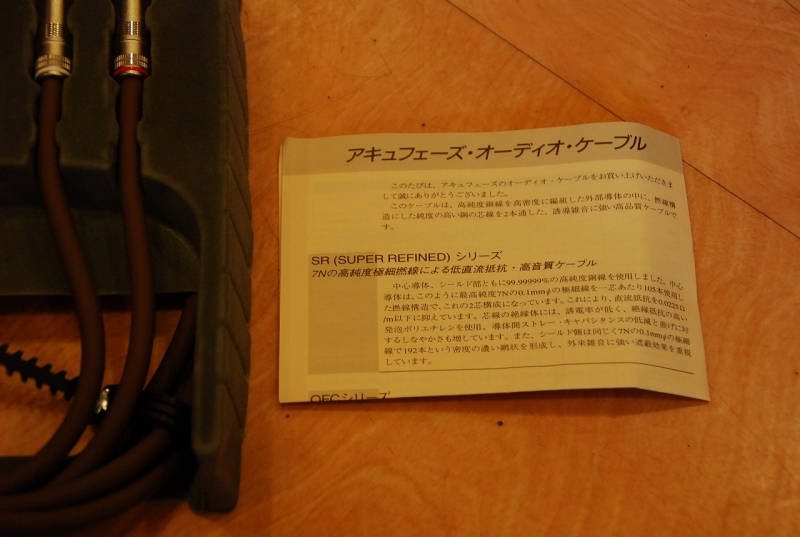 アキュフェーズ・オーディオ・ケーブル
このたびは、アキュフェーズのオーディオ・ケーブルをお買い上げいただきま
して誠にありがとうございました。
このケーブルは、高純度銅線を高密度に編組した外部導体の中に、撚線構
造にした純度の高い銅の芯線を2本通した、誘導雑音に強い高品質ケーブルで
す。
SR (SUPER REFINED) シリーズ
7Nの高純度極細撚線による低直流抵抗・高音質ケーブル
中心導体、シールド部ともに99.99999%の高純度銅線を使用しました。中心
導体は、このように最高純度7Nの0.1mmφの極細線を一芯あたり105本使用し
た撚線構造で、これの2芯構成になっています。これにより、直流抵抗を0.0225Ω
/m以下に抑えています。芯線の絶縁体には、誘電率が低く、絶縁抵抗の高い
発泡ポリエチレンを使用、導体間ストレー・キャパシタンスの低減と曲げに対
するしなやかさも増しています。また、シールド側は同じく7Nの0.1mmφの極細
線で192本という密度の濃い網状を形成し、外来雑音に強い遮蔽効果を重視
しています。
OFCシリーズ